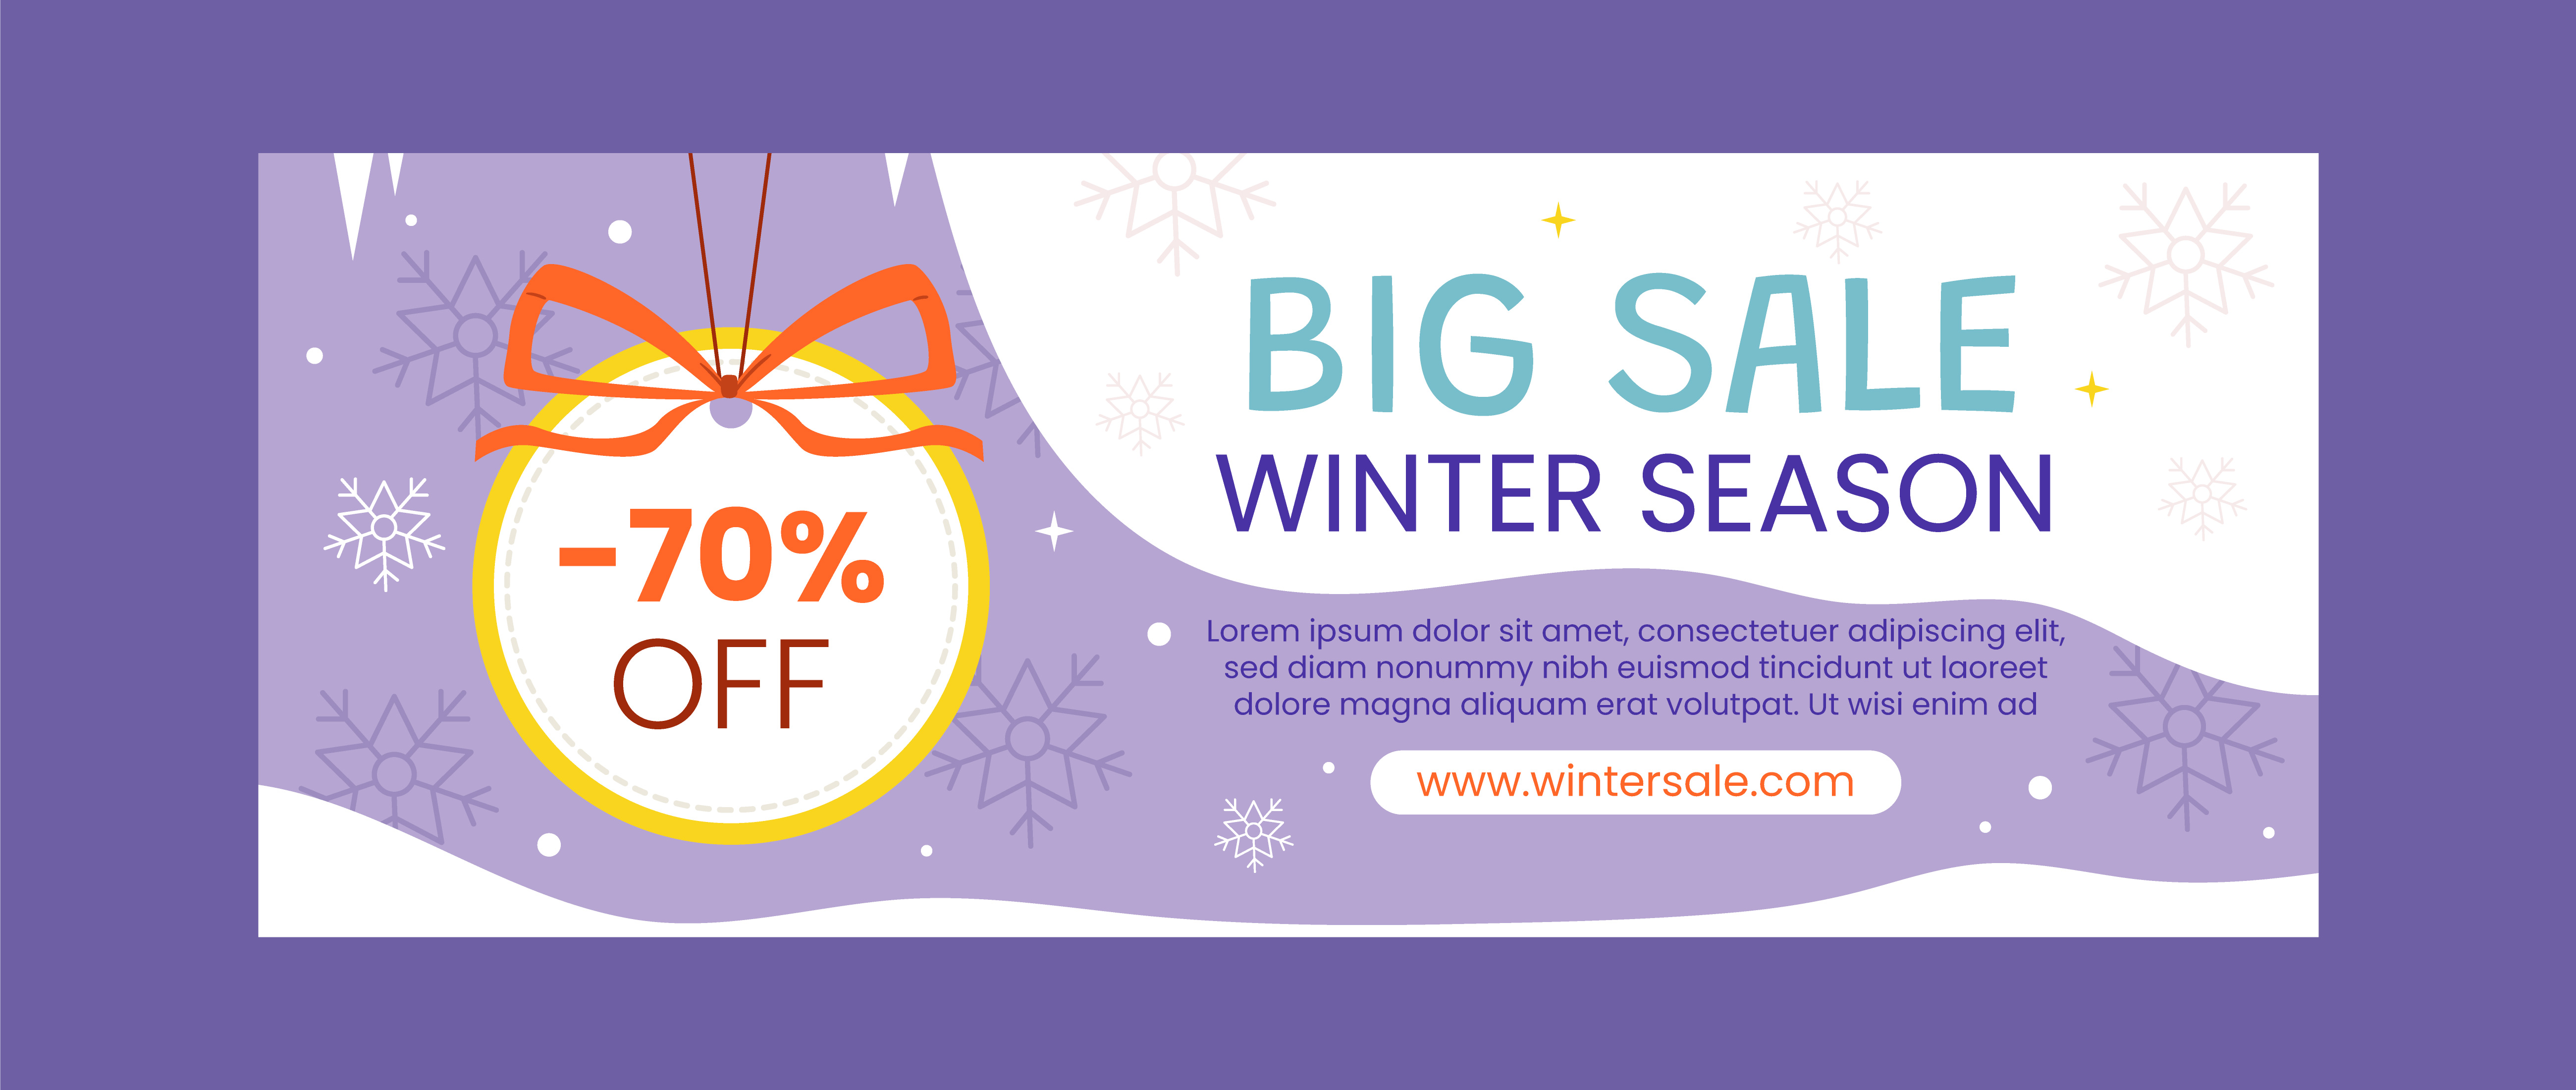 -70%
OFF
BIG SALE
WINTER SEASON
Lorem ipsum dolor sit amet, consectetuer adipiscing elit,
sed diam nonummy nibh euismod tincidunt ut laoreet
dolore magna aliquam erat volutpat. Ut wisi enim ad
www.wintersale.com